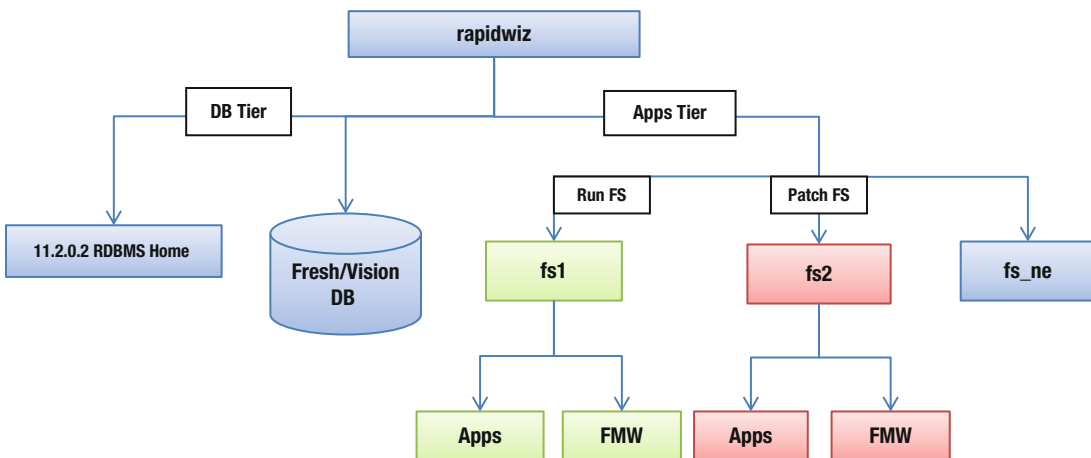 rapidwiz
DB Tier
Apps Tier
Run FS
Patch FS
11.2.0.2 RDBMS Home
Fresh/Vision
DB
fs1
fs2
fs_ne
Apps
FMW
Apps
FMW